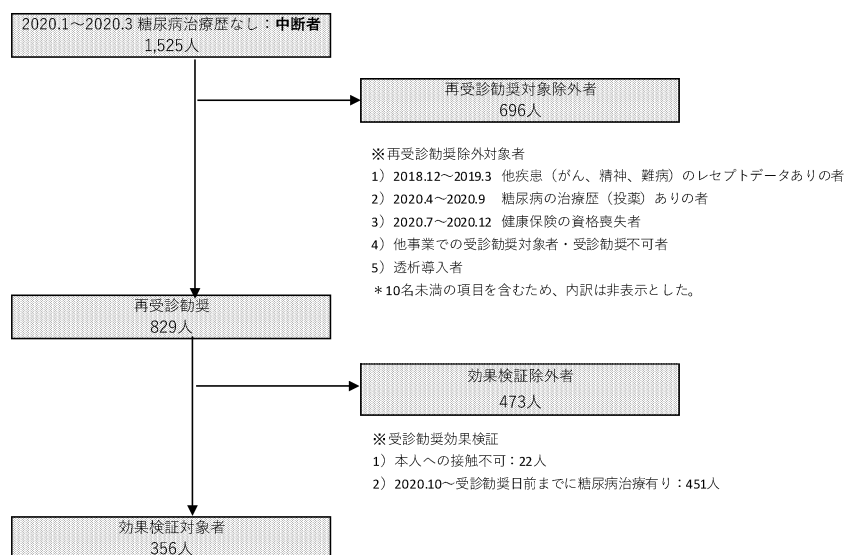 2020.1～2020.3 糖尿病治療歴なし：中断者
1,525人
再受診勧奨対象除外者
696人
※再受診勧奨除外対象者
1）2018.12～2019.3 他疾患（がん、精神、難病）のレセプトデータありの者
2）2020.4～2020.9 糖尿病の治療歴（投薬）ありの者
3）2020.7～2020.12 健康保険の資格喪失者
4）他事業での受診勧奨対象者・受診勧奨不可者
5）透析導入者
＊10名未満の項目を含むため、内訳は非表示とした。
再受診勧奨
829人
効果検証除外者
473人
※受診勧奨効果検証
1）本人への接触不可：22人
2）2020.10～受診勧奨日前までに糖尿病治療有り：451人
効果検証対象者
356人